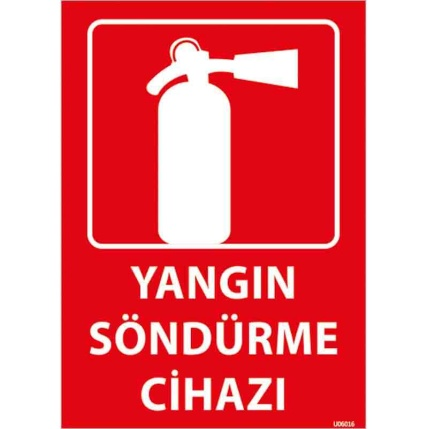 YANGIN
SÖNDÜRME
CİHAZI
U06016